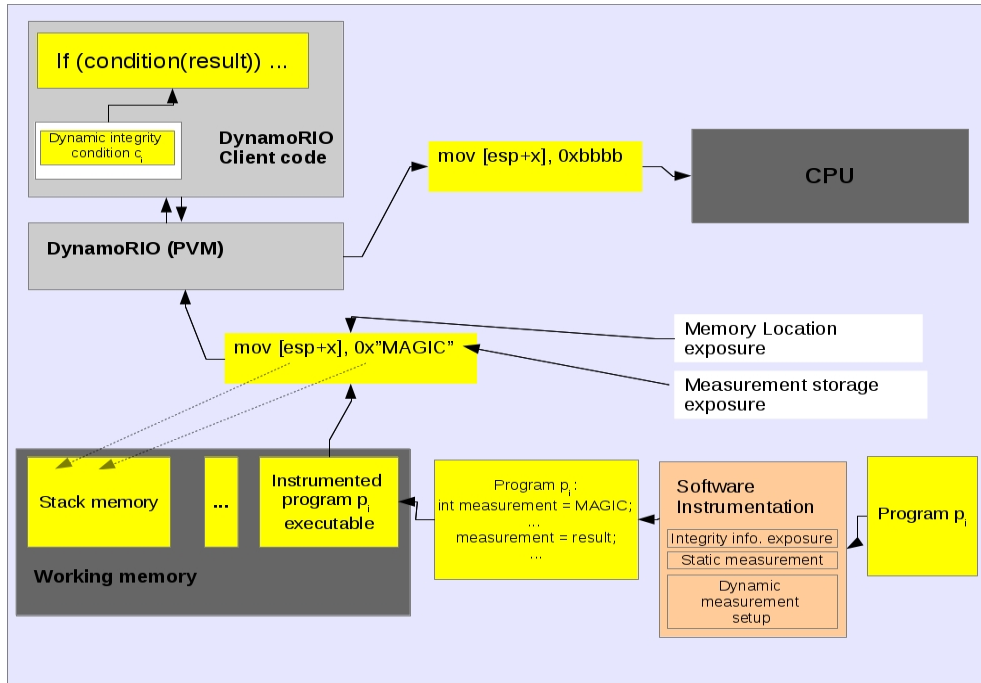 If (condition(result)) ...
Dynamic integrity
condition ci
DynamoRIO
Client code
mov [esp+x], 0xbbbb
CPU
DynamoRIO (PVM)
mov [esp+x], 0x”MAGIC”
Memory Location
exposure
Measurement storage
exposure
Stack memory
...
Instrumented
program pi
executable
Working memory
Program pi :
int measurement = MAGIC;
...
measurement = result;
...
Software
Instrumentation
Integrity info. exposure
Static measurement
Dynamic
measurement
setup
Program pi